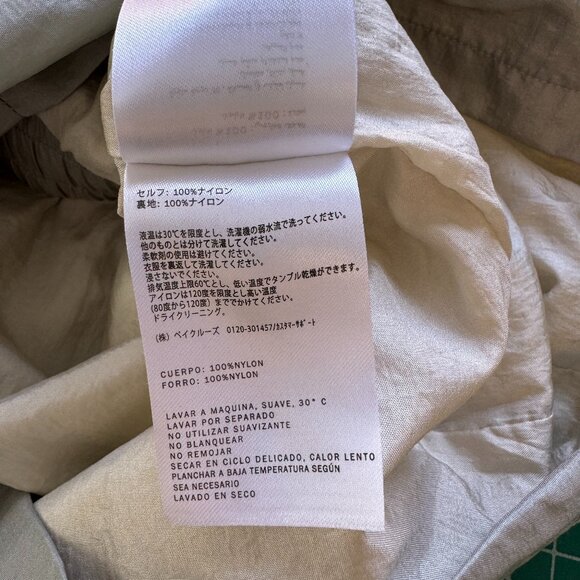 セルフ: 100%ナイロン
裏地: 100%ナイロン
液温は30℃を限度とし、洗濯機の弱水流で洗ってください。
他のものとは分けて洗濯してください。
柔軟剤の使用は避けてください。
衣服を裏返して洗濯してください。
浸さないでください。
排気温度上限60℃とし、低い温度でタンブル乾燥ができます。
アイロンは120度を限度とし高い温度
(80度から120度)まででかけてください。
ドライクリーニング。
(株) ベイクルーズ 0120-301457/カスタマーサポート
CUERPO: 100%NYLON
FORRO: 100%NYLON
LAVAR A MAQUINA, SUAVE, 30° C
LAVAR POR SEPARADO
NO UTILIZAR SUAVIZANTE
NO BLANQUEAR
NO REMOJAR
SECAR EN CICLO DELICADO, CALOR LENTO
PLANCHAR A BAJA TEMPERATURA SEGÚN
SEA NECESARIO
LAVADO EN SECO